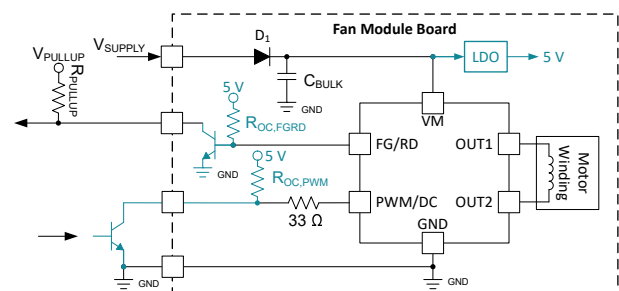 Fan Module Board
D1
VSUPPLY
VPULLUP
RPULLUP
CBULK
GND
LDO
5 V
5 V
ROC,FGRD
GND
VM
FG/RD
OUT1
Motor
Winding
5 V
ROC,PWM
33 Ω
PWM/DC
OUT2
GND
GND
GND